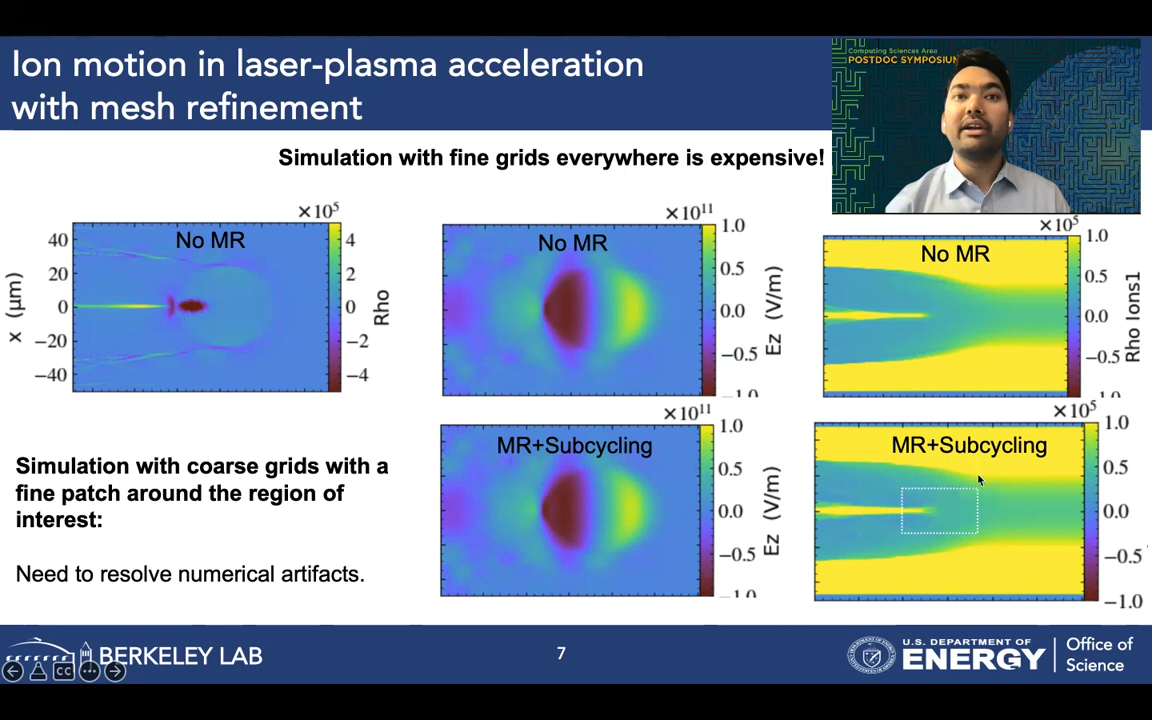 Ion motion in laser-plasma acceleration
with mesh refinement
Computing Sciences Area
POSTDOC SYMPOSIUM
Simulation with fine grids everywhere is expensive!
×10⁵
No MR
40
20
0
−20
−40
x (μm)
4
2
0
−2
−4
Rho
×10¹¹
No MR
1.0
0.5
0.0
−0.5
−1.0
Ez (V/m)
×10⁵
No MR
1.0
0.5
0.0
−0.5
Rho Ions1
Simulation with coarse grids with a
fine patch around the region of
interest:
Need to resolve numerical artifacts.
×10¹¹
MR+Subcycling
1.0
0.5
0.0
−0.5
−1.0
Ez (V/m)
×10⁵
MR+Subcycling
1.0
0.5
0.0
−0.5
−1.0
BERKELEY LAB
CC
7
U.S. DEPARTMENT OF
ENERGY
Office of
Science